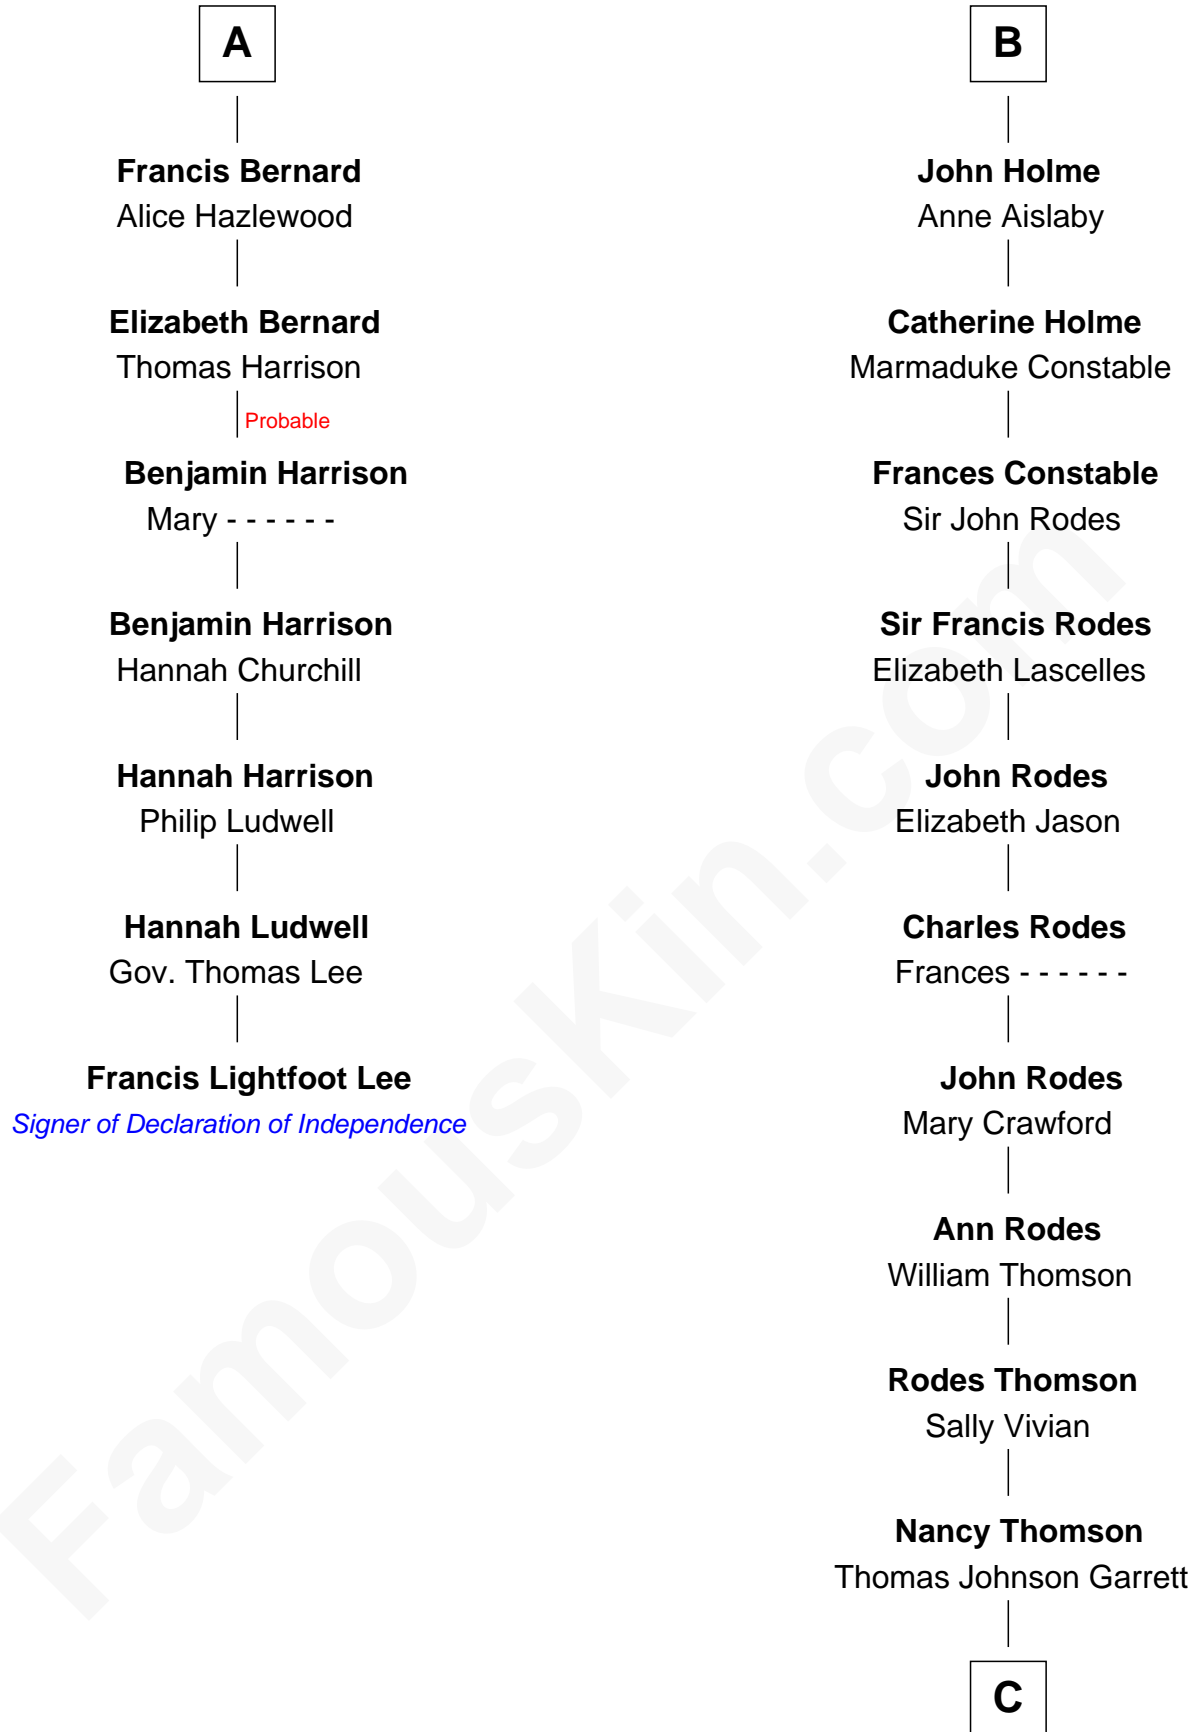 A
Francis Bernard
Alice Hazlewood
Elizabeth Bernard
Thomas Harrison
Probable
Benjamin Harrison
Mary - - - - - -
Benjamin Harrison
Hannah Churchill
Hannah Harrison
Philip Ludwell
Hannah Ludwell
Gov. Thomas Lee
Francis Lightfoot Lee
Signer of Declaration of Independence
B
John Holme
Anne Aislaby
Catherine Holme
Marmaduke Constable
Frances Constable
Sir John Rodes
Sir Francis Rodes
Elizabeth Lascelles
John Rodes
Elizabeth Jason
Charles Rodes
Frances - - - - - -
John Rodes
Mary Crawford
Ann Rodes
William Thomson
Rodes Thomson
Sally Vivian
Nancy Thomson
Thomas Johnson Garrett
C
FamousKin.com